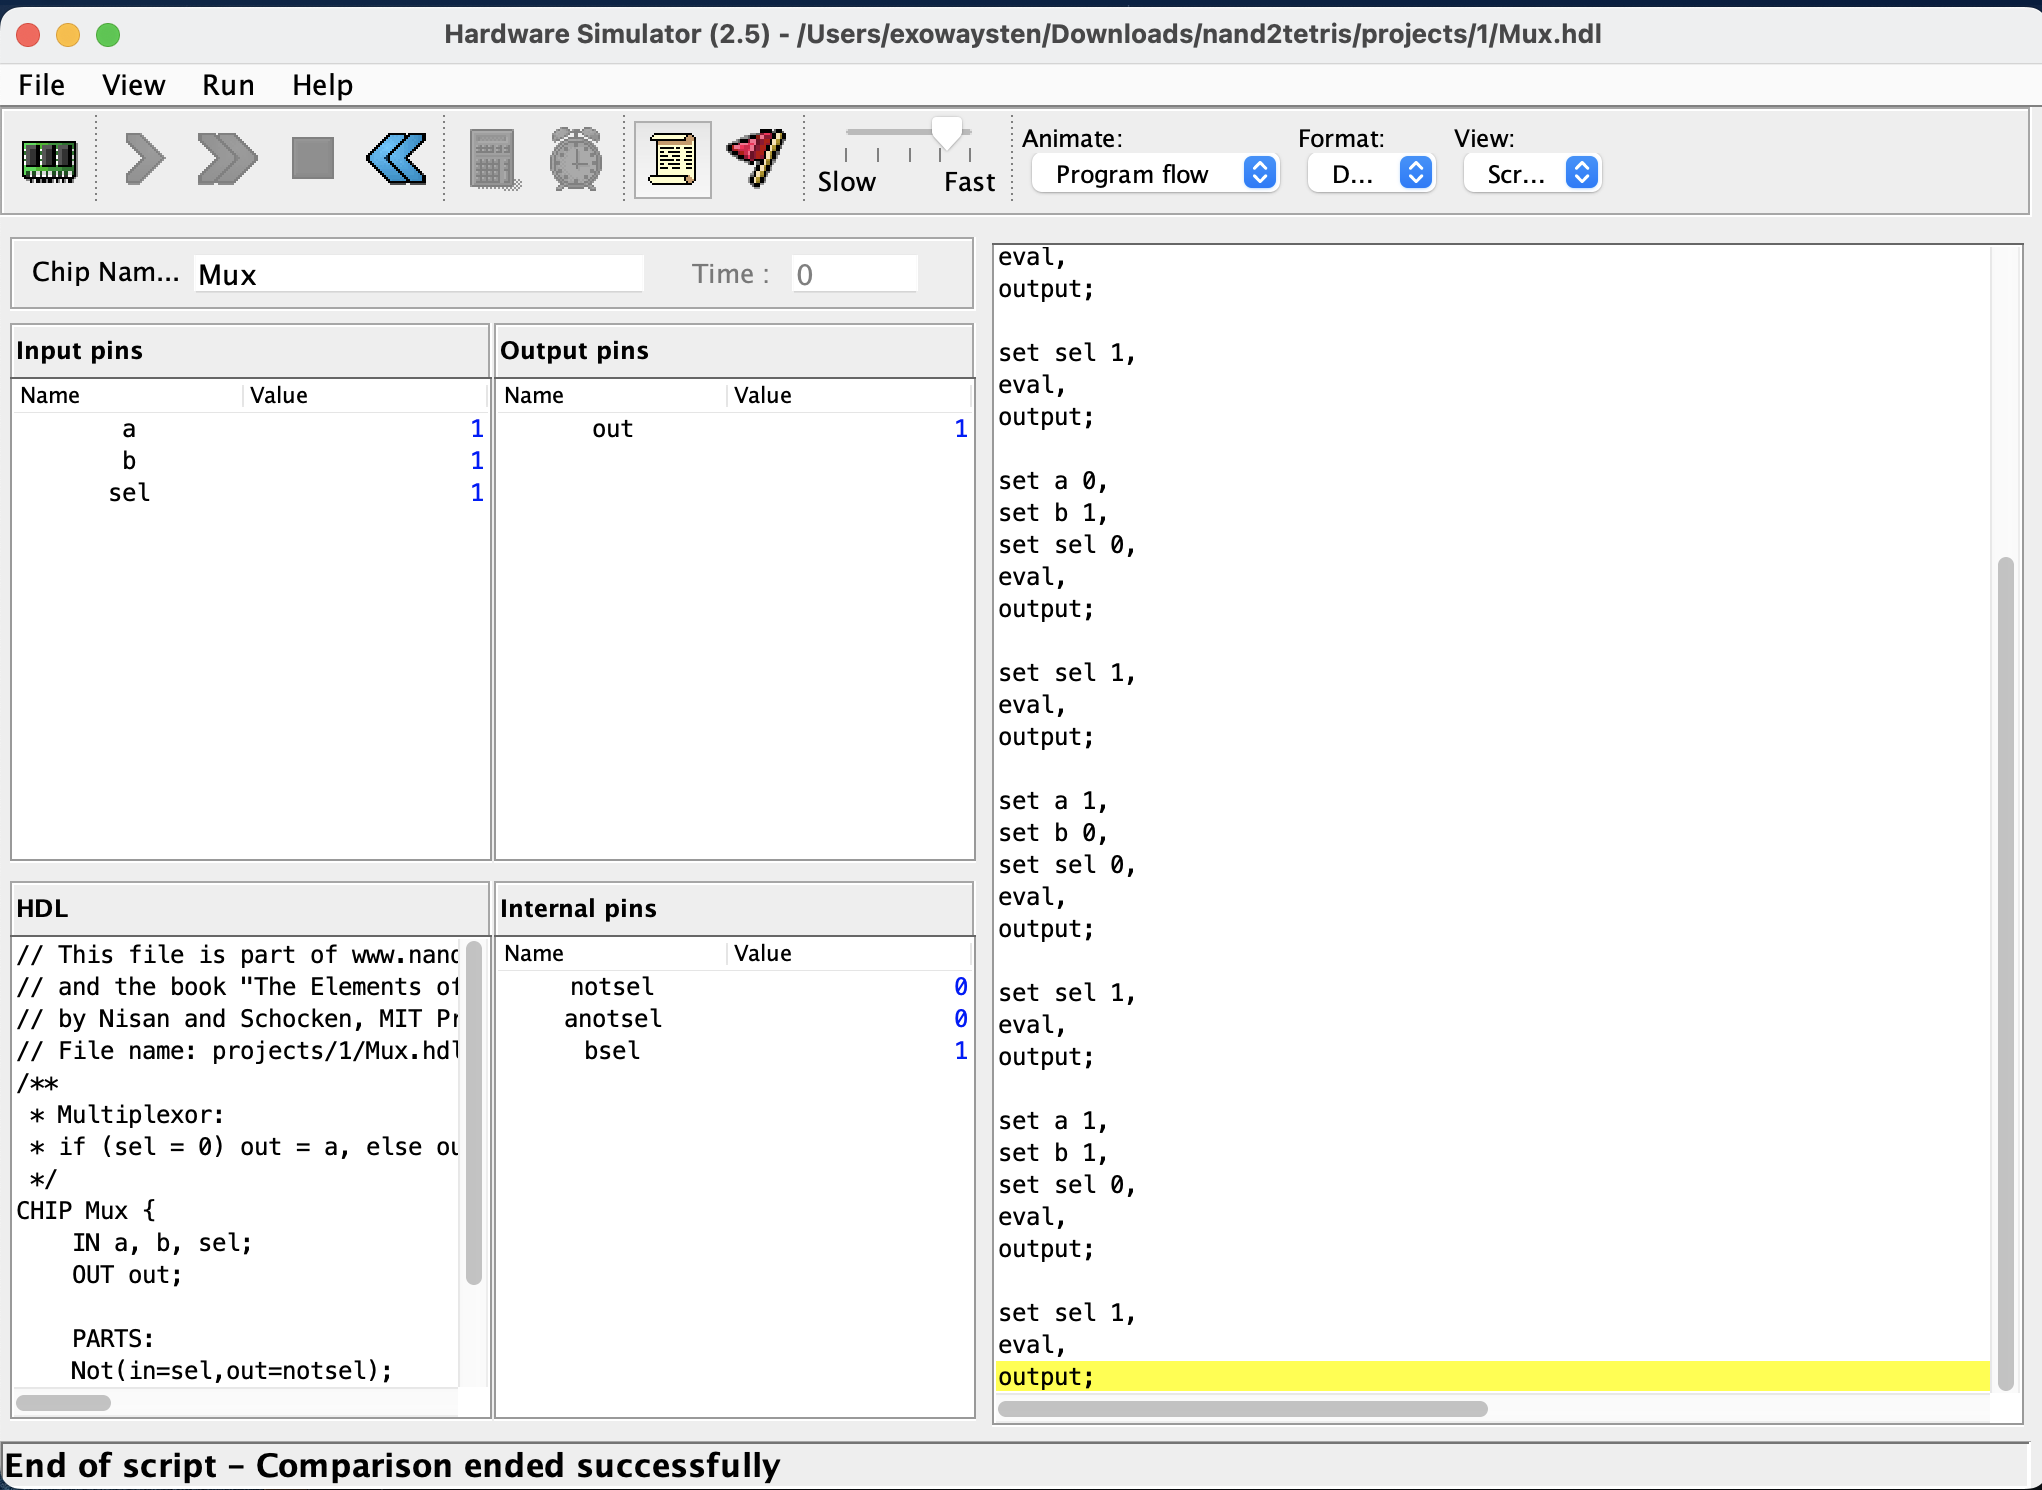 Hardware Simulator (2.5) - /Users/exowaysten/Downloads/nand2tetris/projects/1/Mux.hdl
File View Run Help
Slow Fast
Animate: Format: View:
Program flow D... Scr...
Chip Nam... Mux Time : 0
Input pins
Name Value
a 1
b 1
sel 1
Output pins
Name Value
out 1
HDL
// This file is part of www.nand
// and the book "The Elements of
// by Nisan and Schocken, MIT Pr
// File name: projects/1/Mux.hdl
/**
 * Multiplexor:
 * if (sel = 0) out = a, else ou
 */
CHIP Mux {
    IN a, b, sel;
    OUT out;
    PARTS:
    Not(in=sel,out=notsel);
Internal pins
Name Value
notsel 0
anotsel 0
bsel 1
eval,
output;
set sel 1,
eval,
output;
set a 0,
set b 1,
set sel 0,
eval,
output;
set sel 1,
eval,
output;
set a 1,
set b 0,
set sel 0,
eval,
output;
set sel 1,
eval,
output;
set a 1,
set b 1,
set sel 0,
eval,
output;
set sel 1,
eval,
output;
End of script – Comparison ended successfully